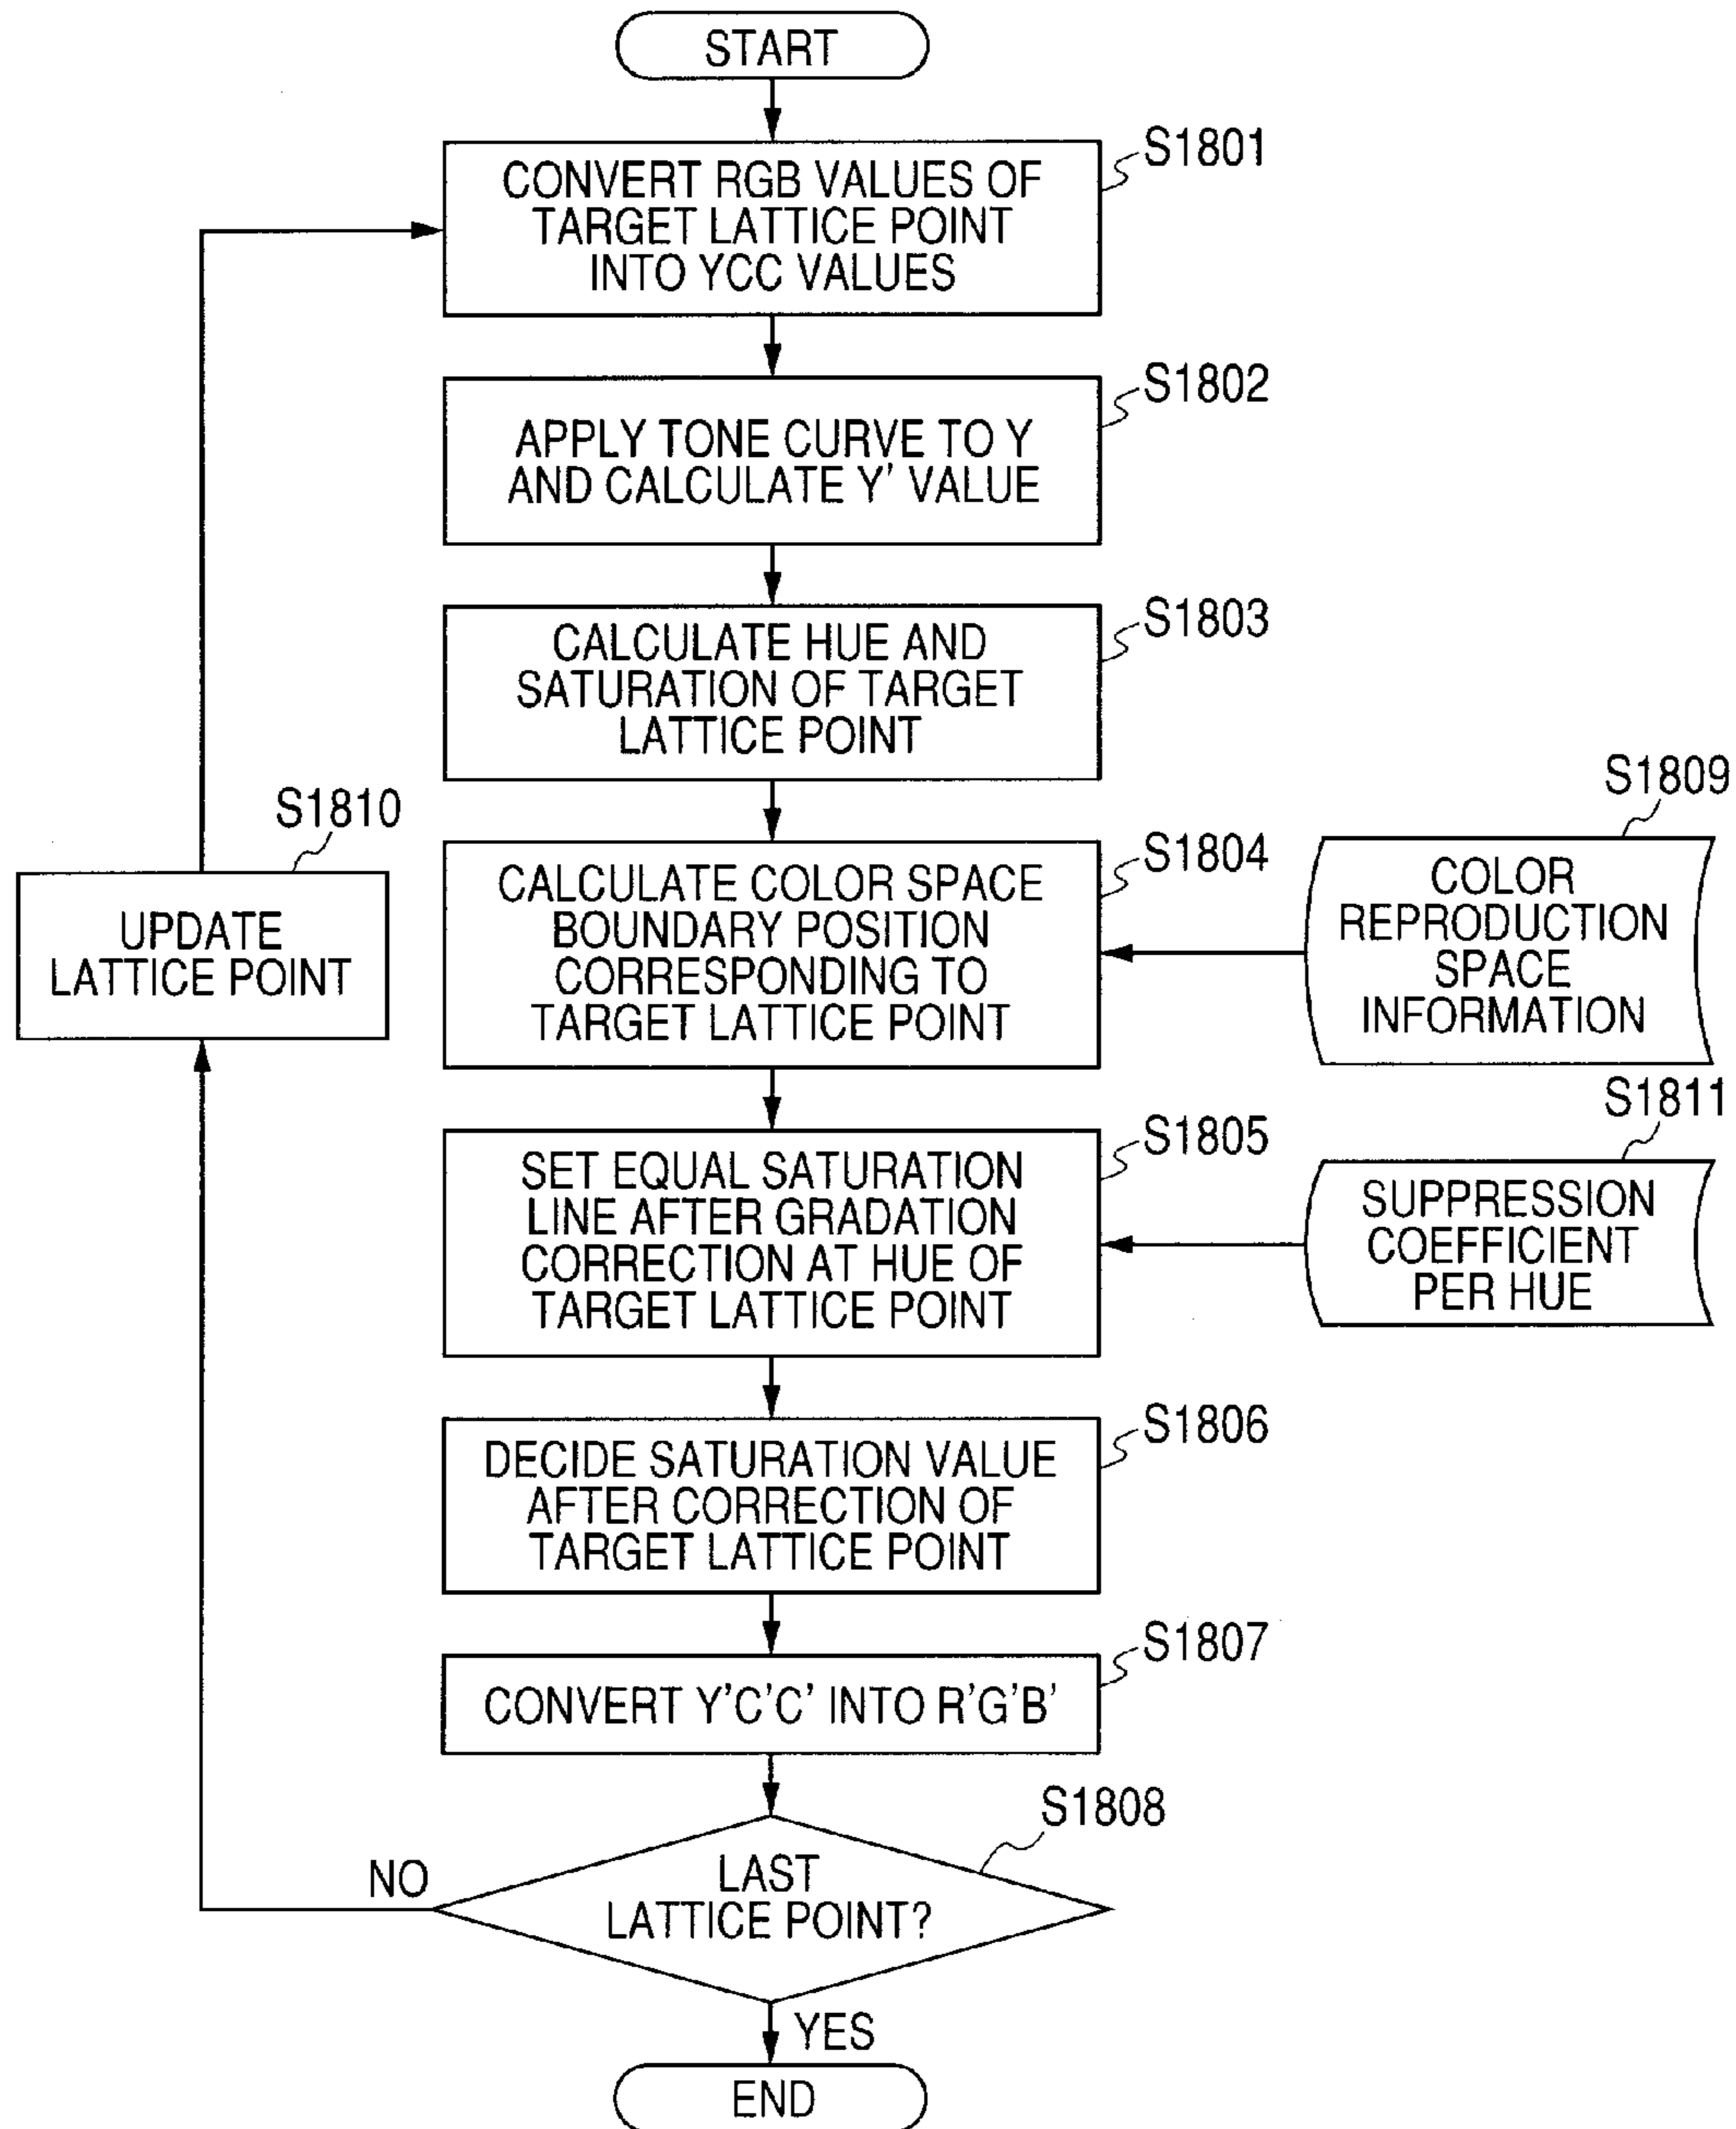 START
S1801
CONVERT RGB VALUES OF
TARGET LATTICE POINT
INTO YCC VALUES
S1802
APPLY TONE CURVE TO Y
AND CALCULATE Y' VALUE
S1803
CALCULATE HUE AND
SATURATION OF TARGET
LATTICE POINT
S1810
UPDATE
LATTICE POINT
S1804
CALCULATE COLOR SPACE
BOUNDARY POSITION
CORRESPONDING TO
TARGET LATTICE POINT
S1809
COLOR
REPRODUCTION
SPACE
INFORMATION
S1805
SET EQUAL SATURATION
LINE AFTER GRADATION
CORRECTION AT HUE OF
TARGET LATTICE POINT
S1811
SUPPRESSION
COEFFICIENT
PER HUE
S1806
DECIDE SATURATION VALUE
AFTER CORRECTION OF
TARGET LATTICE POINT
S1807
CONVERT Y'C'C' INTO R'G'B'
S1808
LAST
LATTICE POINT?
NO
YES
END